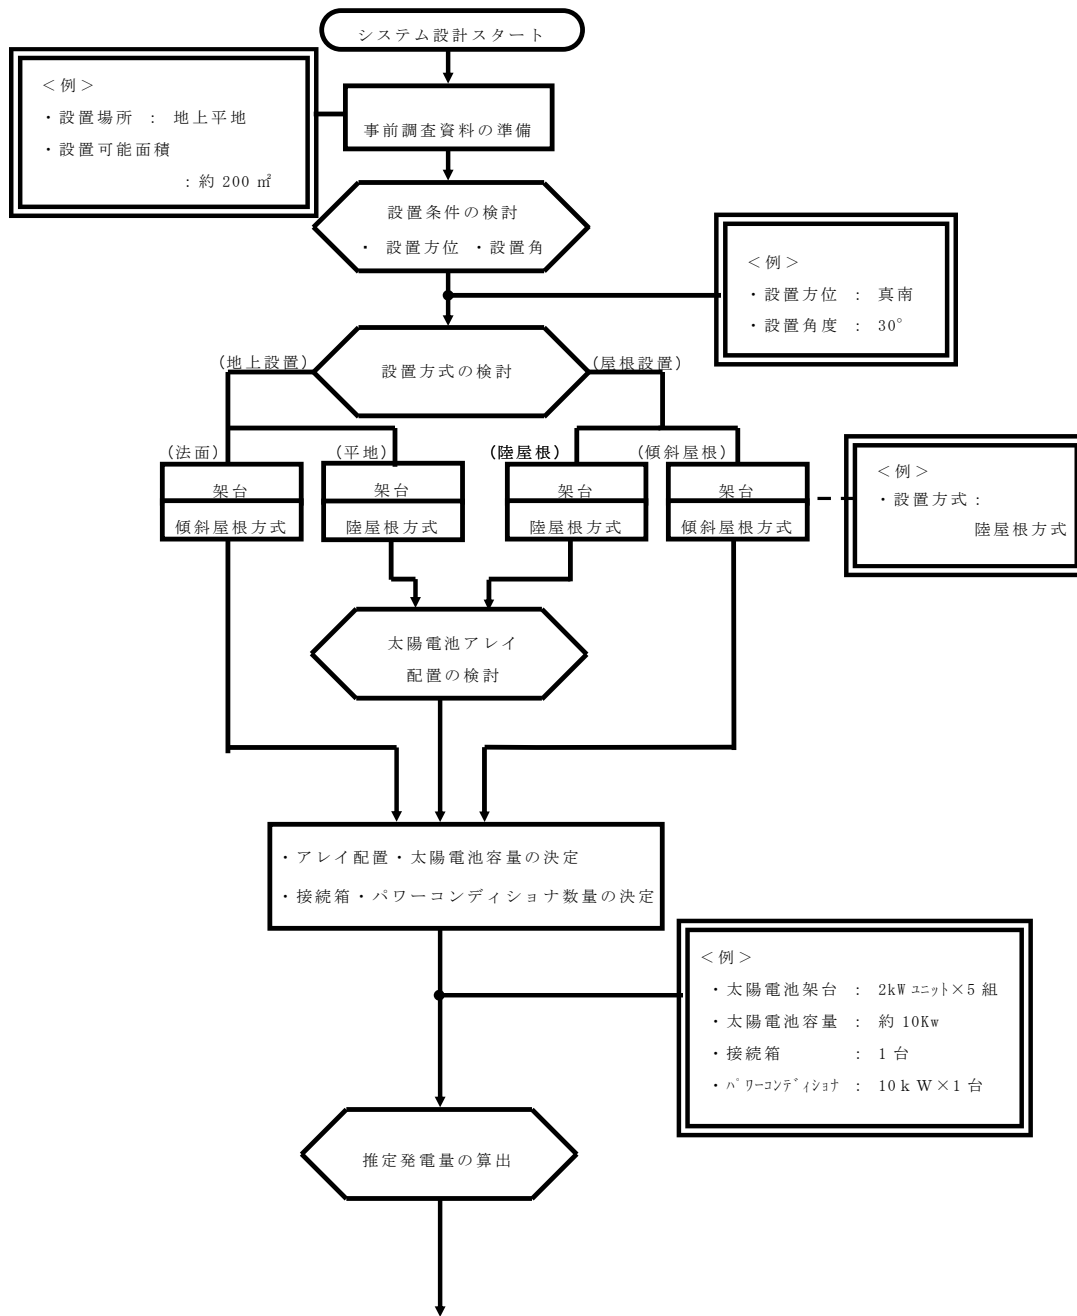 システム設計スタート
＜例＞
・設置場所 ： 地上平地
・設置可能面積
：約 200 ㎡
事前調査資料の準備
設置条件の検討
・ 設置方位 ・設置角
＜例＞
・設置方位 ： 真南
・設置角度 ： 30°
(地上設置)
設置方式の検討
(屋根設置)
(法面)
(平地)
(陸屋根)
(傾斜屋根)
架台
架台
架台
架台
傾斜屋根方式
陸屋根方式
陸屋根方式
傾斜屋根方式
＜例＞
・設置方式：
陸屋根方式
太陽電池アレイ
配置の検討
・アレイ配置・太陽電池容量の決定
・接続箱・パワーコンディショナ数量の決定
＜例＞
・太陽電池架台 ： 2kW ﾕﾆｯﾄ×5 組
・太陽電池容量 ： 約 10Kw
・接続箱 ： 1 台
・ﾊﾟﾜｰｺﾝﾃﾞｨｼｮﾅ ： 10ｋＷ×1 台
推定発電量の算出